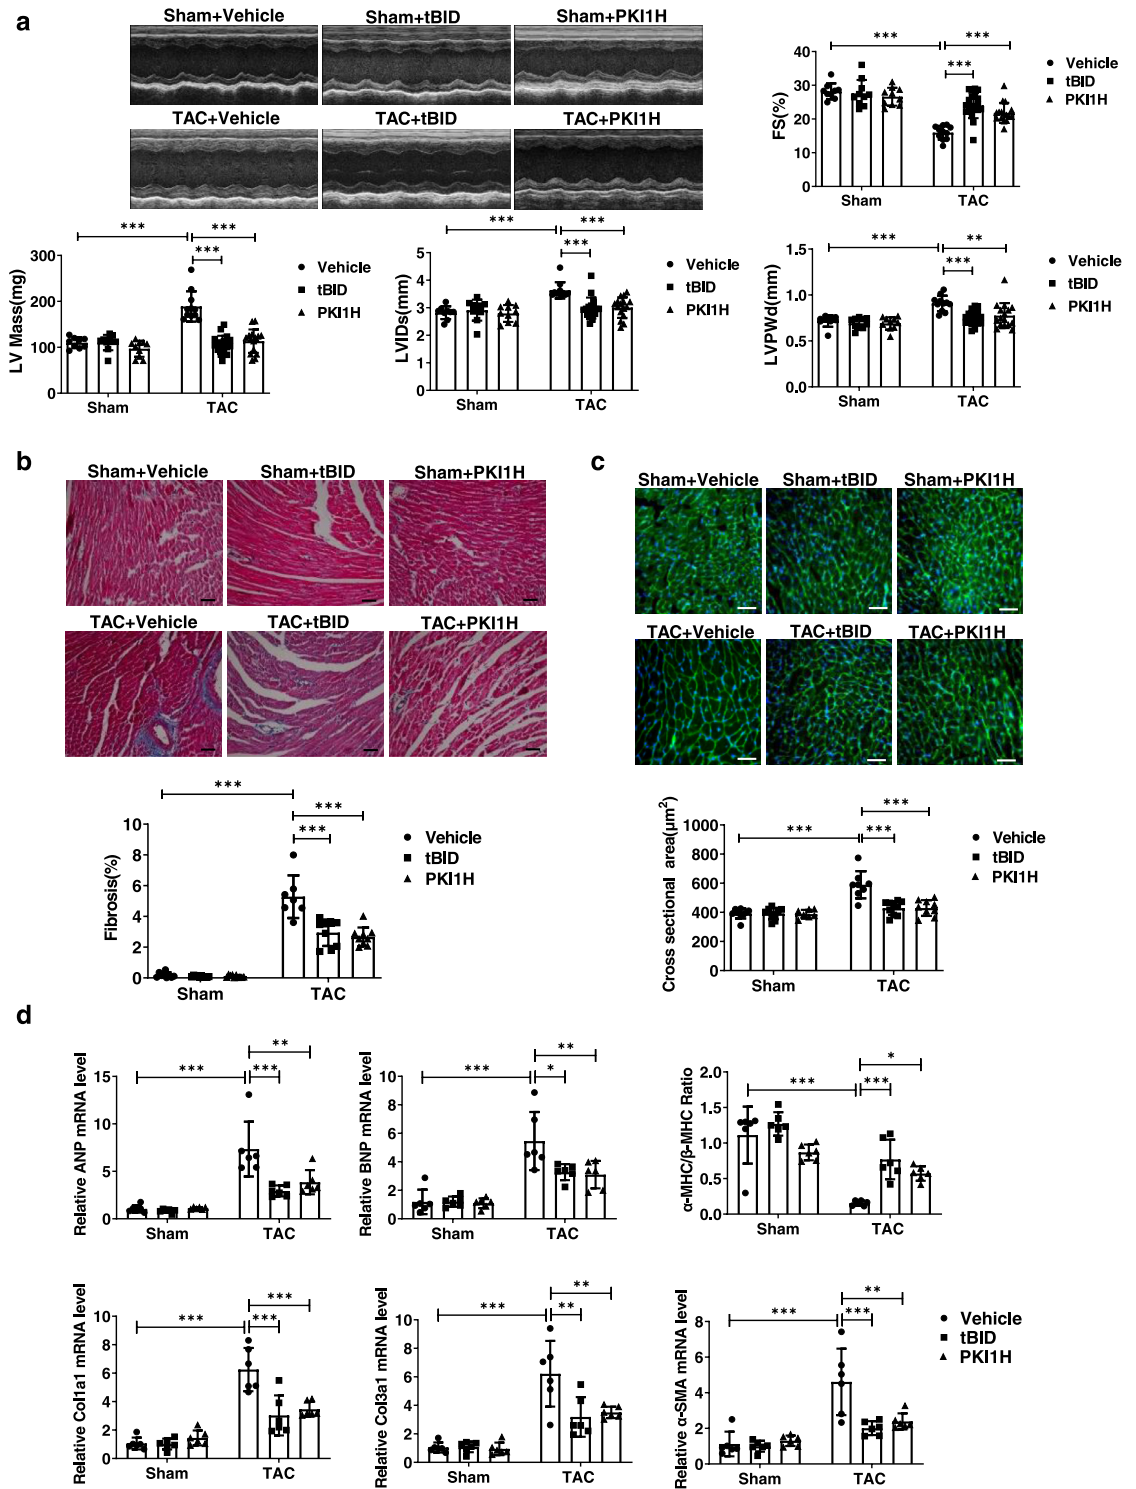 a
Sham+Vehicle
Sham+tBID
Sham+PKI1H
TAC+Vehicle
TAC+tBID
TAC+PKI1H
FS(%)
40
30
20
10
0
***
***
***
Sham
TAC
Vehicle
tBID
PKI1H
LV Mass(mg)
300
200
100
0
***
***
***
Sham
TAC
Vehicle
tBID
PKI1H
LVIDs(mm)
5
4
3
2
1
0
***
***
***
Sham
TAC
Vehicle
tBID
PKI1H
LVPWd(mm)
1.5
1.0
0.5
0.0
***
**
***
Sham
TAC
Vehicle
tBID
PKI1H
b
Sham+Vehicle
Sham+tBID
Sham+PKI1H
TAC+Vehicle
TAC+tBID
TAC+PKI1H
Fibrosis(%)
10
8
6
4
2
0
***
***
***
Sham
TAC
Vehicle
tBID
PKI1H
c
Sham+Vehicle
Sham+tBID
Sham+PKI1H
TAC+Vehicle
TAC+tBID
TAC+PKI1H
Cross sectional area(μm²)
1000
800
600
400
200
0
***
***
***
Sham
TAC
Vehicle
tBID
PKI1H
d
Relative ANP mRNA level
15
10
5
0
***
**
***
Sham
TAC
Relative BNP mRNA level
10
8
6
4
2
0
***
**
*
Sham
TAC
α-MHC/β-MHC Ratio
2.0
1.5
1.0
0.5
0.0
***
*
***
Sham
TAC
Relative Col1a1 mRNA level
10
8
6
4
2
0
***
***
***
Sham
TAC
Relative Col3a1 mRNA level
10
8
6
4
2
0
***
**
**
Sham
TAC
Relative α-SMA mRNA level
8
6
4
2
0
***
**
***
Sham
TAC
Vehicle
tBID
PKI1H